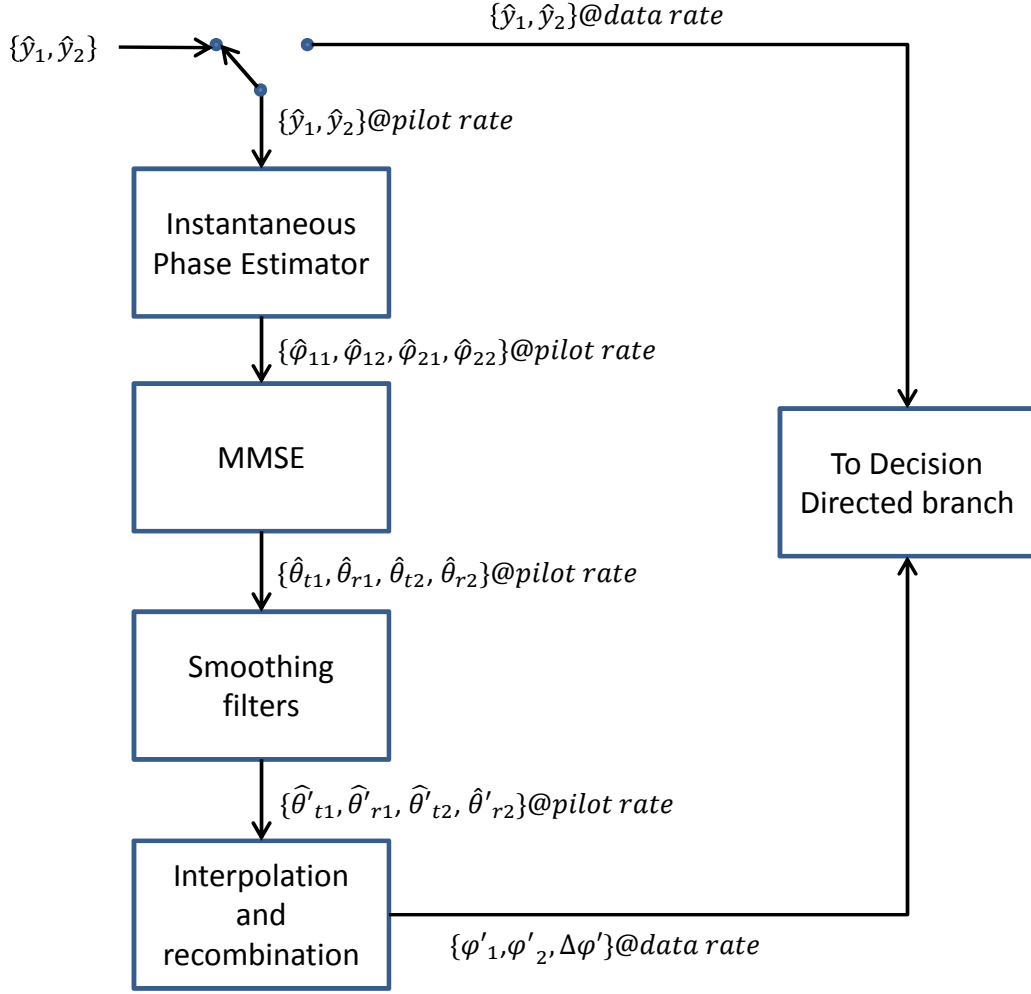 {ŷ₁, ŷ₂}@data rate
{ŷ₁, ŷ₂}
{ŷ₁, ŷ₂}@pilot rate
Instantaneous
Phase Estimator
{φ̂₁₁, φ̂₁₂, φ̂₂₁, φ̂₂₂}@pilot rate
MMSE
To Decision
Directed branch
{θ̂ₜ₁, θ̂ᵣ₁, θ̂ₜ₂, θ̂ᵣ₂}@pilot rate
Smoothing
filters
{θ̂′ₜ₁, θ̂′ᵣ₁, θ̂′ₜ₂, θ̂′ᵣ₂}@pilot rate
Interpolation
and
recombination
{φ′₁,φ′₂, Δφ′}@data rate